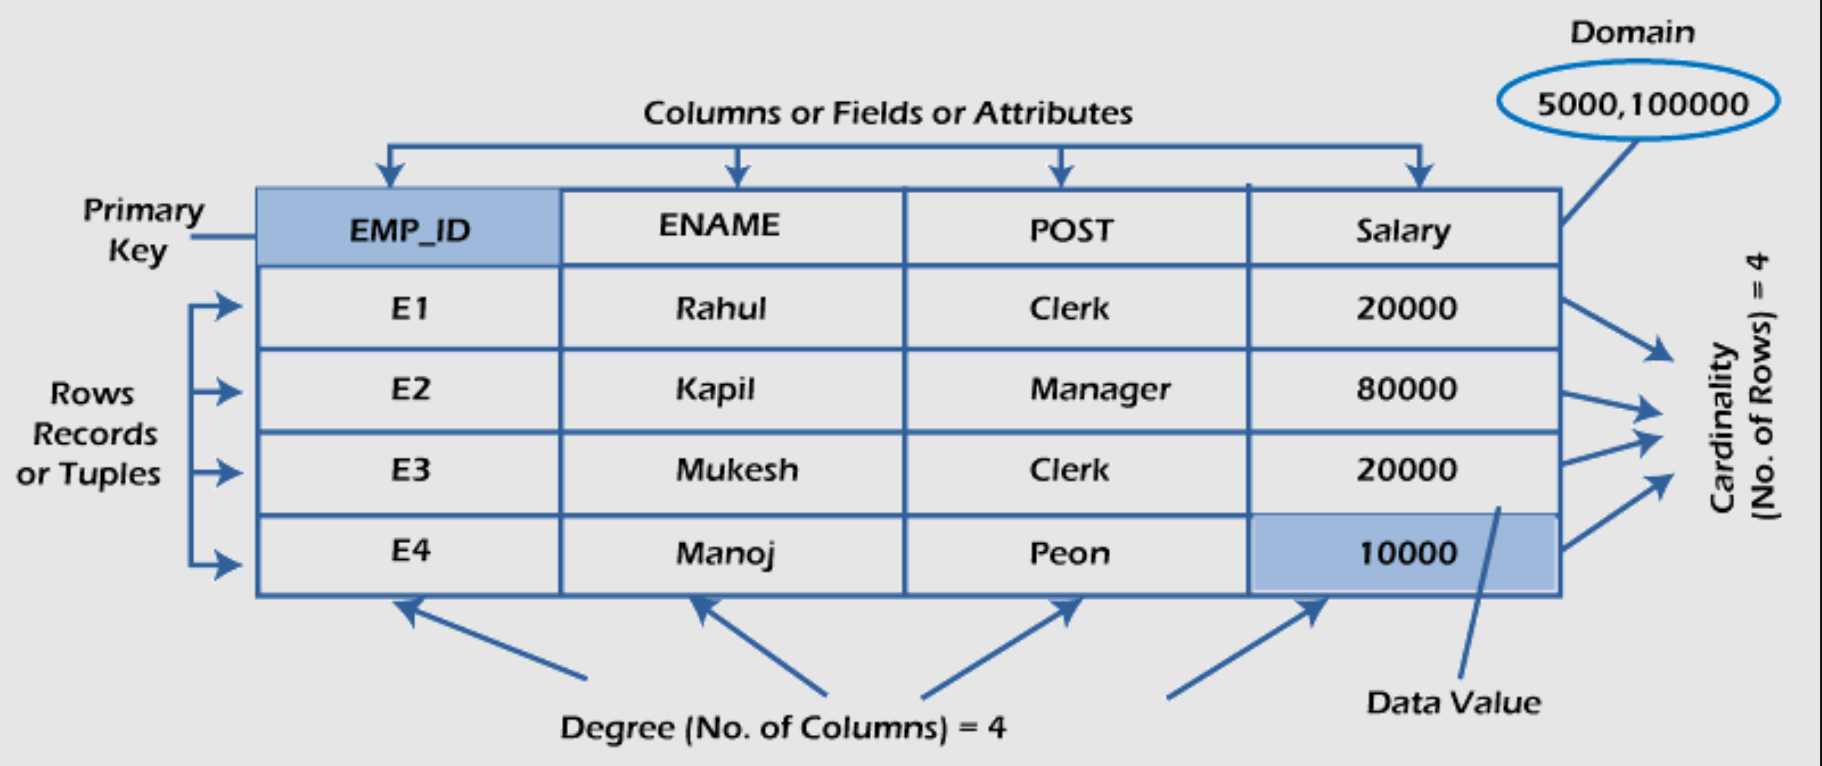 Domain
5000,100000
Columns or Fields or Attributes
Primary
Key
EMP_ID ENAME POST Salary
E1 Rahul Clerk 20000
E2 Kapil Manager 80000
E3 Mukesh Clerk 20000
E4 Manoj Peon 10000
Rows
Records
or Tuples
Cardinality
(No. of Rows) = 4
Degree (No. of Columns) = 4
Data Value